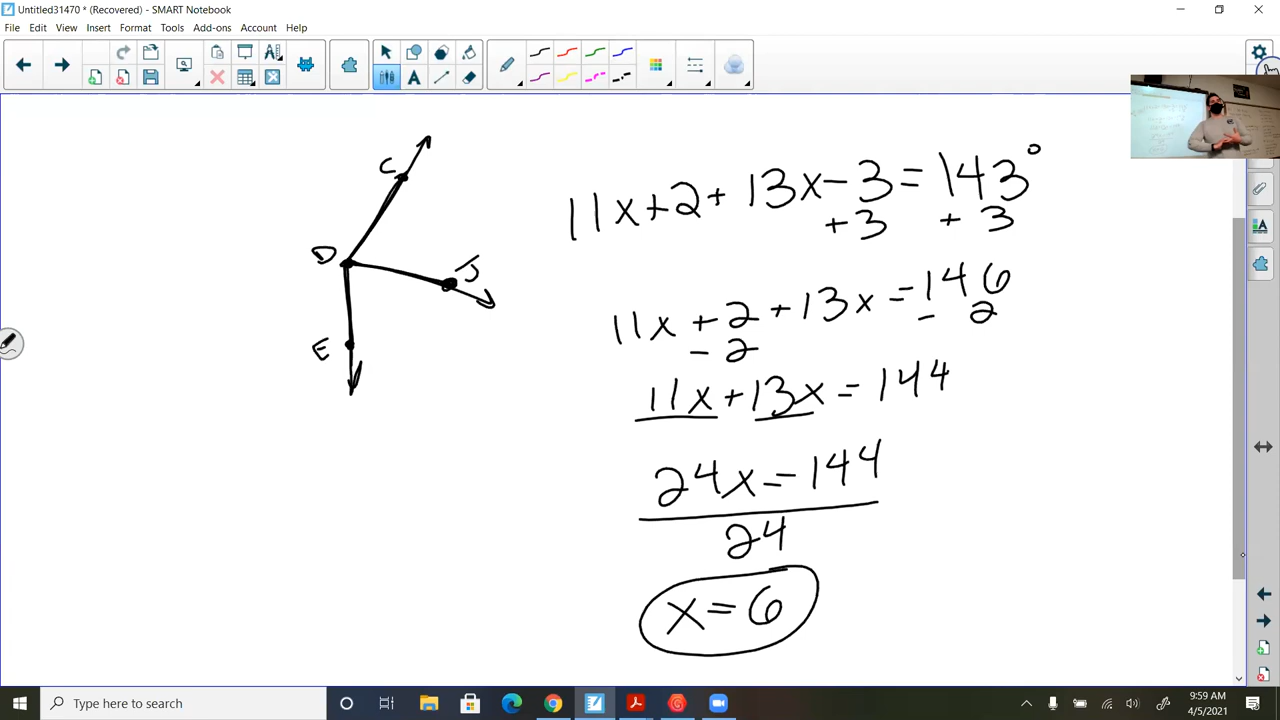 Untitled31470 * (Recovered) - SMART Notebook
File Edit View Insert Format Tools Add-ons Account Help
C
D
J
E
11x+2+13x-3=143°
+3 +3
11x+2+13x=146
-2 -2
11x+13x=144
24x=144
24
x=6
Type here to search
9:59 AM
4/5/2021